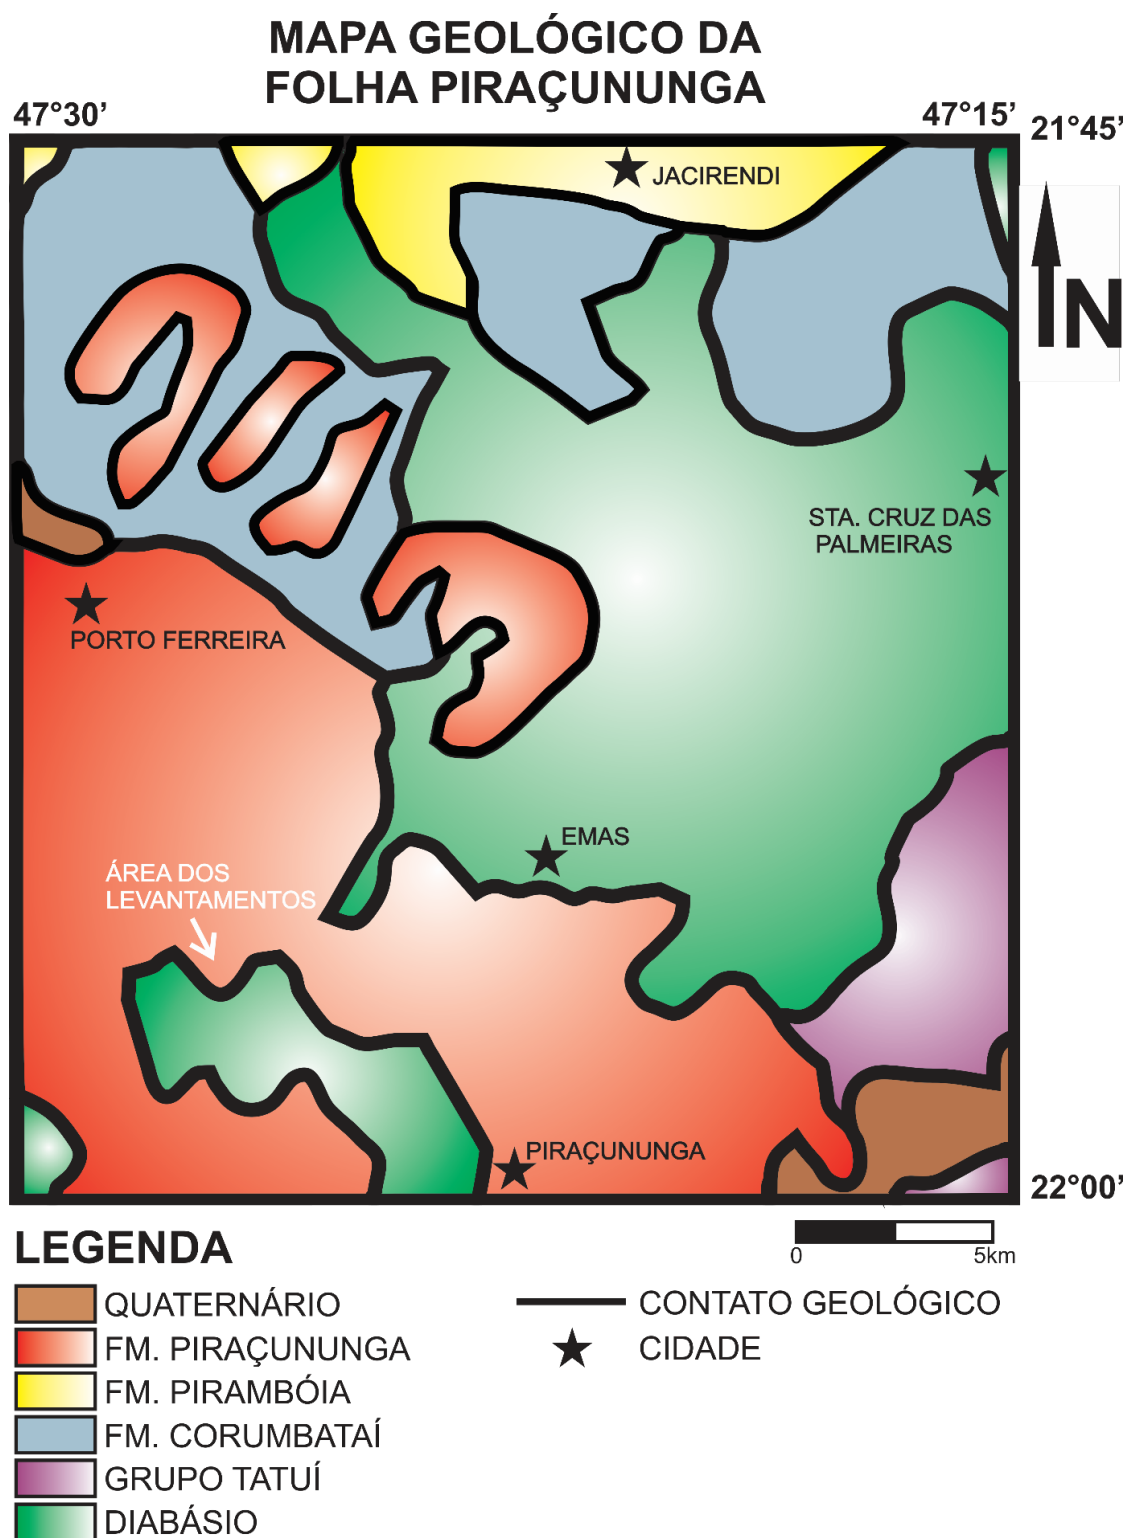 MAPA GEOLÓGICO DA
FOLHA PIRAÇUNUNGA
47°30’
47°15’
21°45’
JACIRENDI
N
STA. CRUZ DAS
PALMEIRAS
PORTO FERREIRA
EMAS
ÁREA DOS
LEVANTAMENTOS
PIRAÇUNUNGA
22°00’
LEGENDA
0 5km
QUATERNÁRIO
FM. PIRAÇUNUNGA
FM. PIRAMBÓIA
FM. CORUMBATAÍ
GRUPO TATUÍ
DIABÁSIO
CONTATO GEOLÓGICO
CIDADE